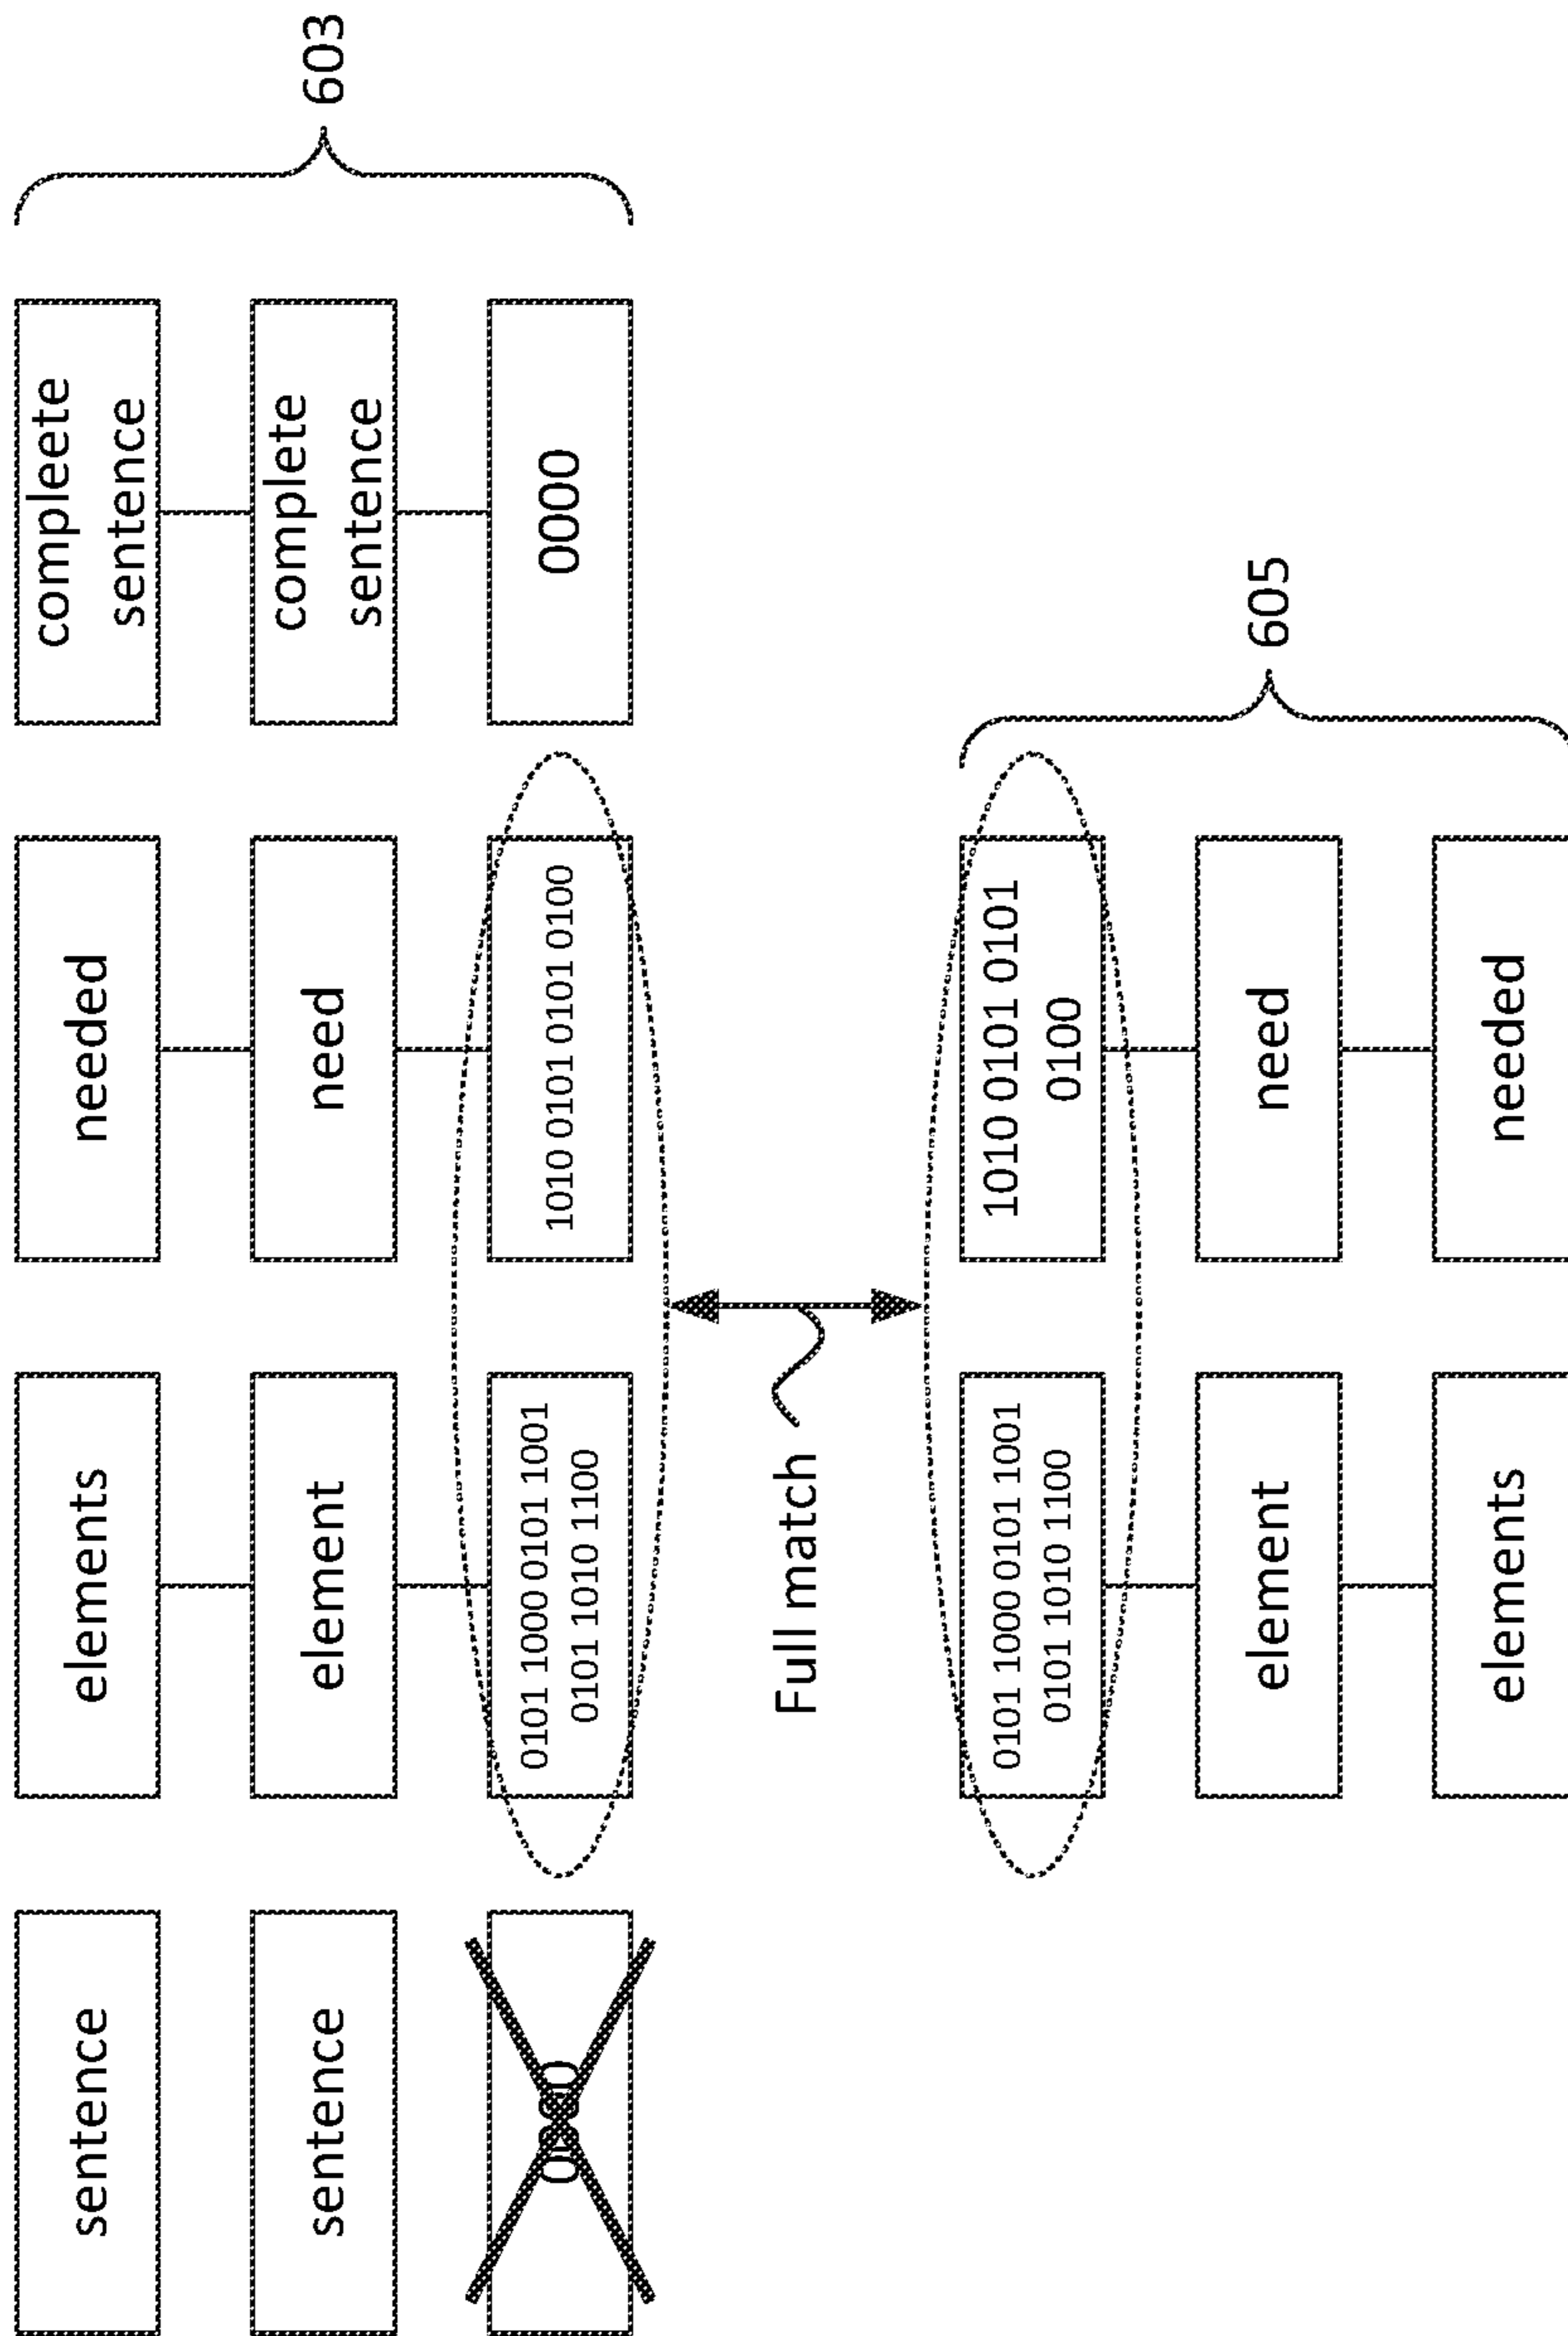 sentence
elements
needed
compleete
sentence
603
sentence
element
need
complete
sentence
0000
0101 1000 0101 1001
0101 1010 1100
1010 0101 0101 0100
0000
Full match
0101 1000 0101 1001
0101 1010 1100
1010 0101 0101
0100
605
element
need
elements
needed